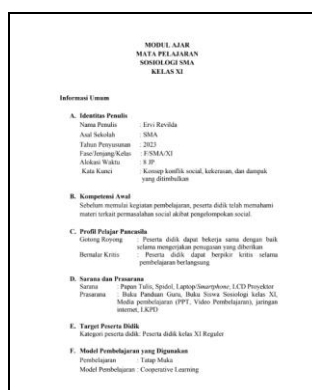 MODUL AJAR
MATA PELAJARAN
SOSIOLOGI SMA
KELAS XI
Informasi Umum
A. Identitas Penulis
Nama Penulis : Ervi Revilda
Asal Sekolah : SMA
Tahun Penyusunan : 2023
Fase/Jenjang/Kelas : F/SMA/XI
Alokasi Waktu : 8 JP
Kata Kunci : Konsep konflik social, kekerasan, dan dampak
yang ditimbulkan
B. Kompetensi Awal
Sebelum memulai kegiatan pembelajaran, peserta didik telah memahami
materi terkait permasalahan social akibat pengelompokan social.
C. Profil Pelajar Pancasila
Gotong Royong : Peserta didik dapat bekerja sama dengan baik
selama mengerjakan penugasan yang diberikan
Bernalar Kritis : Peserta didik dapat berpikir kritis selama
pembelajaran berlangsung
D. Sarana dan Prasarana
Sarana : Papan Tulis, Spidol, Laptop/Smartphone, LCD Proyektor
Prasarana : Buku Panduan Guru, Buku Siswa Sosiologi kelas XI,
Media pembelajaran (PPT, Video Pembelajaran), jaringan
internet, LKPD
E. Target Peserta Didik
Kategori peserta didik: Peserta didik kelas XI Reguler
F. Model Pembelajaran yang Digunakan
Pembelajaran : Tatap Muka
Model Pembelajaran : Cooperative Learning